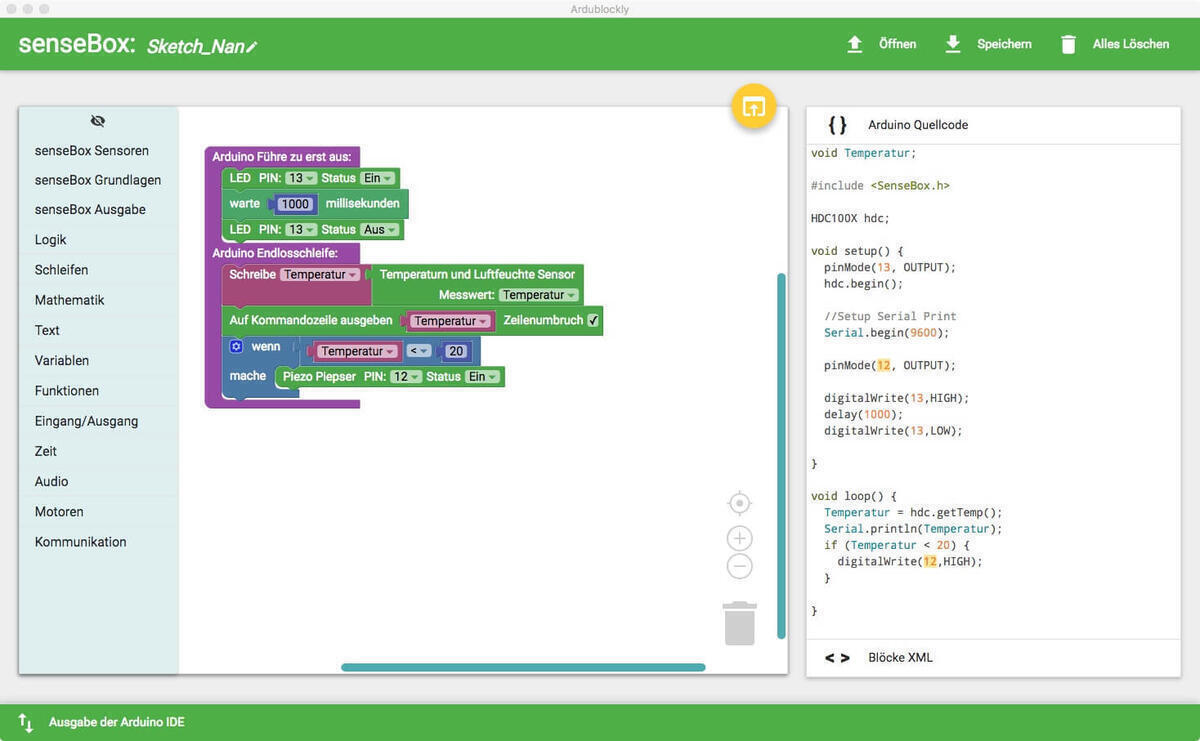 Ardublockly
senseBox: Sketch_Nan
Öffnen
Speichern
Alles Löschen
senseBox Sensoren
senseBox Grundlagen
senseBox Ausgabe
Logik
Schleifen
Mathematik
Text
Variablen
Funktionen
Eingang/Ausgang
Zeit
Audio
Motoren
Kommunikation
Arduino Führe zu erst aus:
LED PIN: 13 Status Ein
warte 1000 millisekunden
LED PIN: 13 Status Aus
Arduino Endlosschleife:
Schreibe Temperatur Temperaturn und Luftfeuchte Sensor
Messwert: Temperatur
Auf Kommandozeile ausgeben Temperatur Zeilenumbruch
wenn Temperatur < 20
mache Piezo Piepser PIN: 12 Status Ein
{} Arduino Quellcode
void Temperatur;
#include <SenseBox.h>
HDC100X hdc;
void setup() {
pinMode(13, OUTPUT);
hdc.begin();
//Setup Serial Print
Serial.begin(9600);
pinMode(12, OUTPUT);
digitalWrite(13,HIGH);
delay(1000);
digitalWrite(13,LOW);
}
void loop() {
Temperatur = hdc.getTemp();
Serial.println(Temperatur);
if (Temperatur < 20) {
digitalWrite(12,HIGH);
}
}
< > Blöcke XML
Ausgabe der Arduino IDE